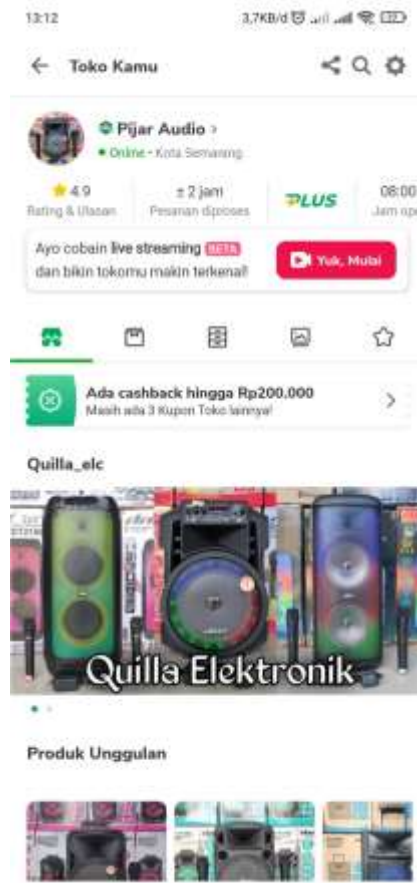 13:12
3,7KB/d
Toko Kamu
Pijar Audio
Online • Kota Semarang
4.9
± 2 jam
PLUS
08:00
Rating & Ulasan
Pesanan diproses
Ayo cobain live streaming BETA
dan bikin tokomu makin terkenal!
Yuk, Mulai
Ada cashback hingga Rp200.000
Masih ada 3 Kupon Toko lainnya!
Quilla_elc
Quilla Elektronik
Produk Unggulan